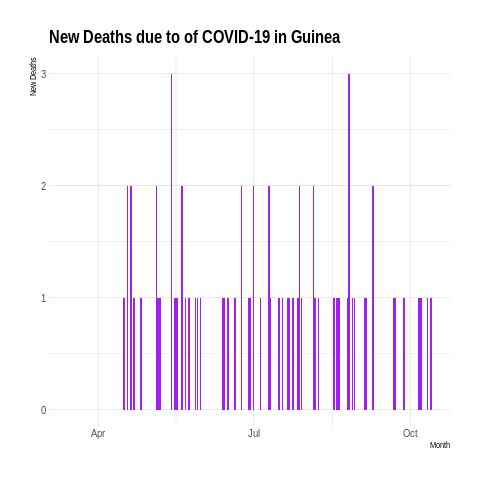 New Deaths due to of COVID-19 in Guinea
New Deaths
3
2
1
0
Apr
Jul
Oct
Month